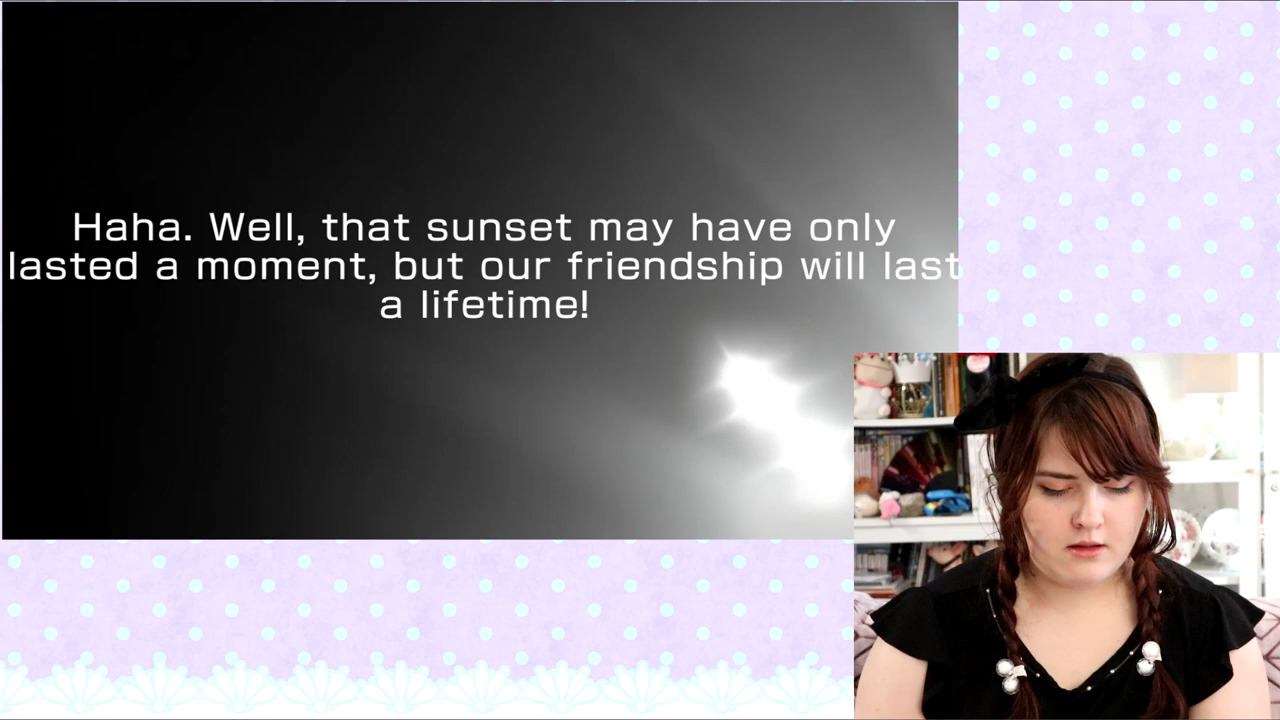 Haha. Well, that sunset may have only
lasted a moment, but our friendship will last
a lifetime!